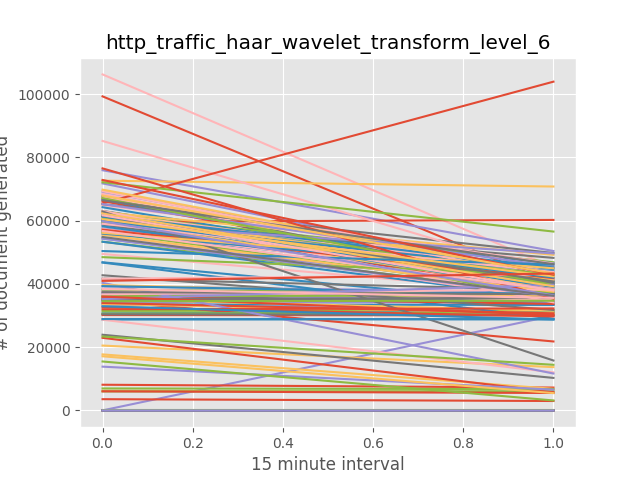 http_traffic_haar_wavelet_transform_level_6
# of document generated
100000
80000
60000
40000
20000
0
0.0 0.2 0.4 0.6 0.8 1.0
15 minute interval